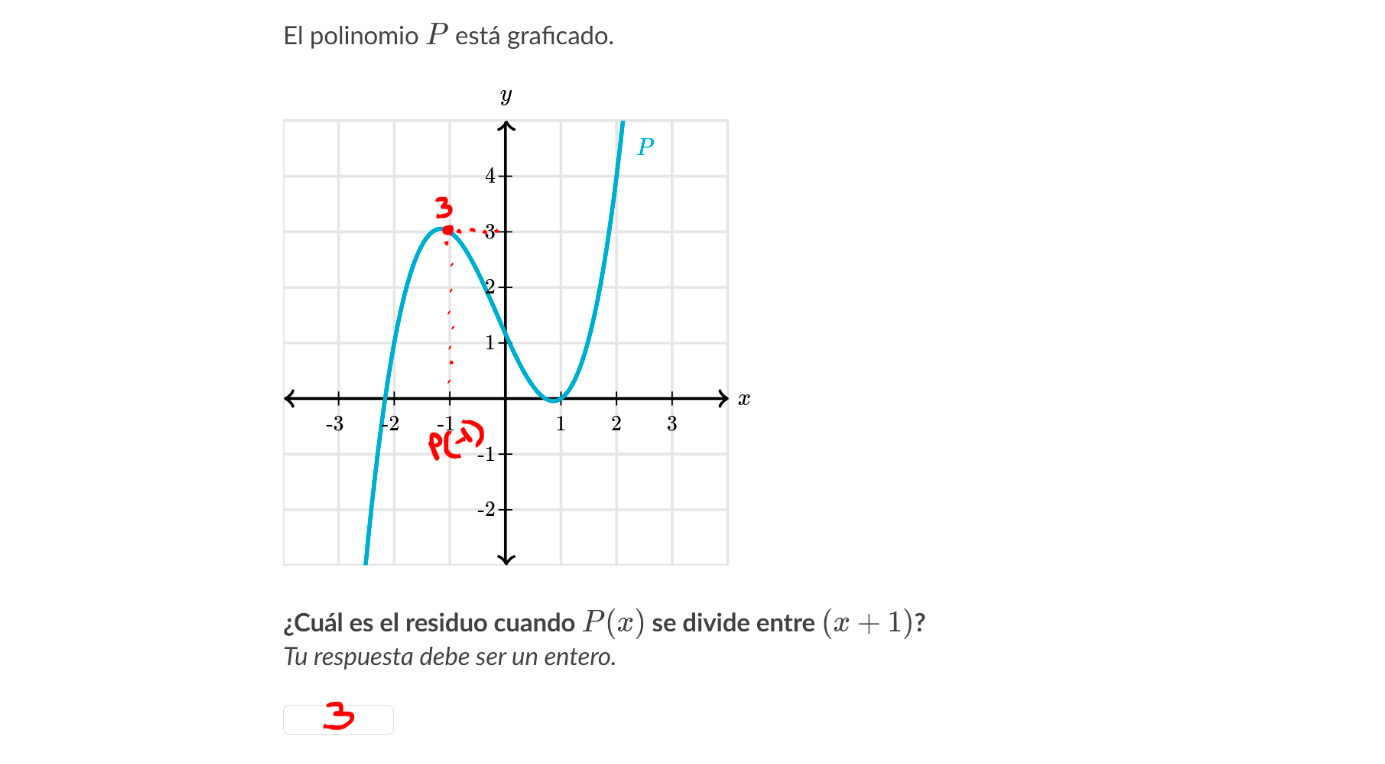 El polinomio P está graficado.
y
P
4
3
3
2
1
x
-3 -2 -1 1 2 3
P(-1)
-1
-2
¿Cuál es el residuo cuando P(x) se divide entre (x + 1)?
Tu respuesta debe ser un entero.
3